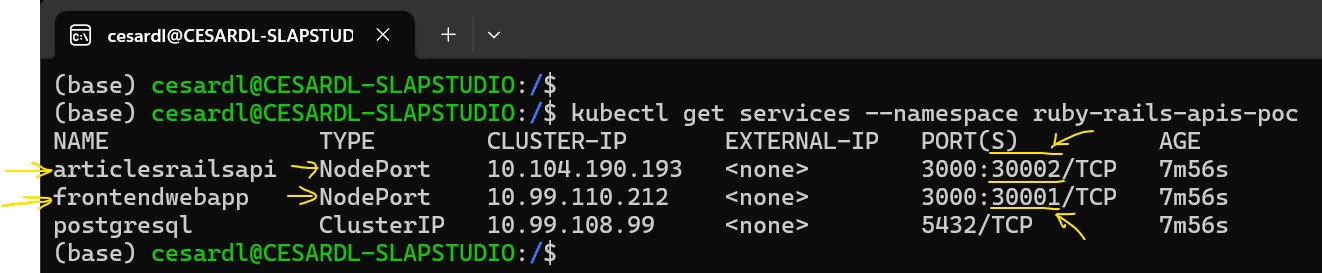 cesardl@CESARDL-SLAPSTUD
(base) cesardl@CESARDL-SLAPSTUDIO:/$
(base) cesardl@CESARDL-SLAPSTUDIO:/$ kubectl get services --namespace ruby-rails-apis-poc
NAME TYPE CLUSTER-IP EXTERNAL-IP PORT(S) AGE
articlesrailsapi NodePort 10.104.190.193 <none> 3000:30002/TCP 7m56s
frontendwebapp NodePort 10.99.110.212 <none> 3000:30001/TCP 7m56s
postgresql ClusterIP 10.99.108.99 <none> 5432/TCP 7m56s
(base) cesardl@CESARDL-SLAPSTUDIO:/$